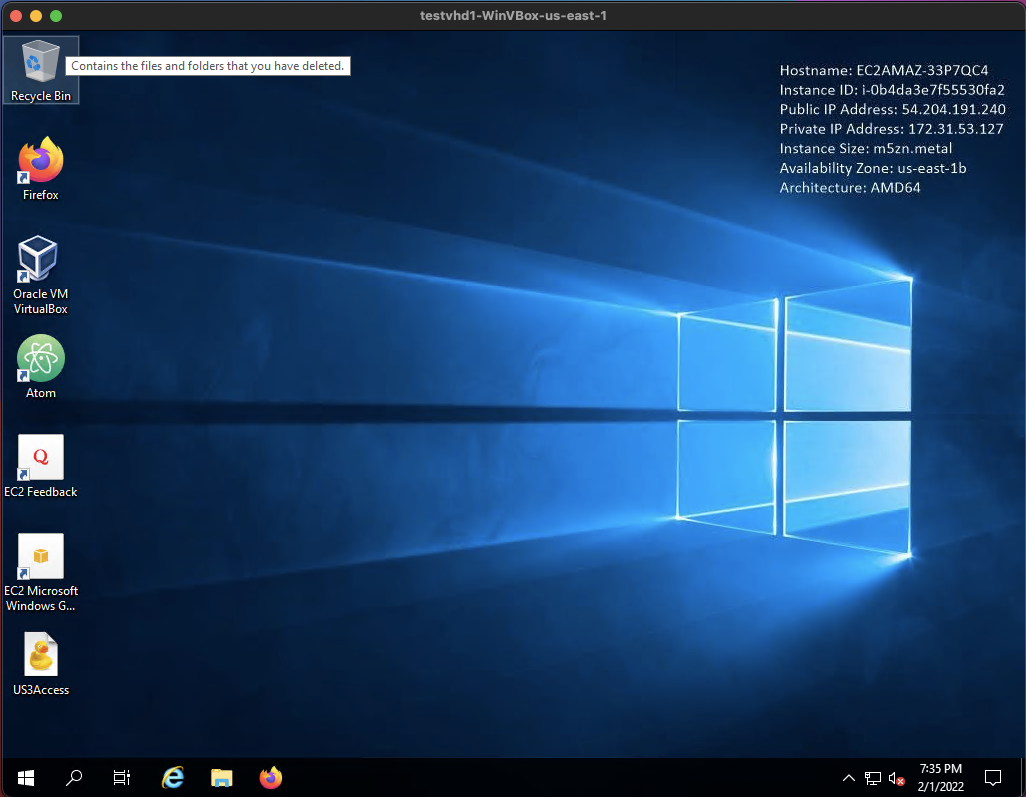 testvhd1-WinVBox-us-east-1
Recycle Bin
Contains the files and folders that you have deleted.
Hostname: EC2AMAZ-33P7QC4
Instance ID: i-0b4da3e7f55530fa2
Public IP Address: 54.204.191.240
Private IP Address: 172.31.53.127
Instance Size: m5zn.metal
Availability Zone: us-east-1b
Architecture: AMD64
Firefox
Oracle VM
VirtualBox
Atom
Q
EC2 Feedback
EC2 Microsoft
Windows G...
US3Access
7:35 PM
2/1/2022